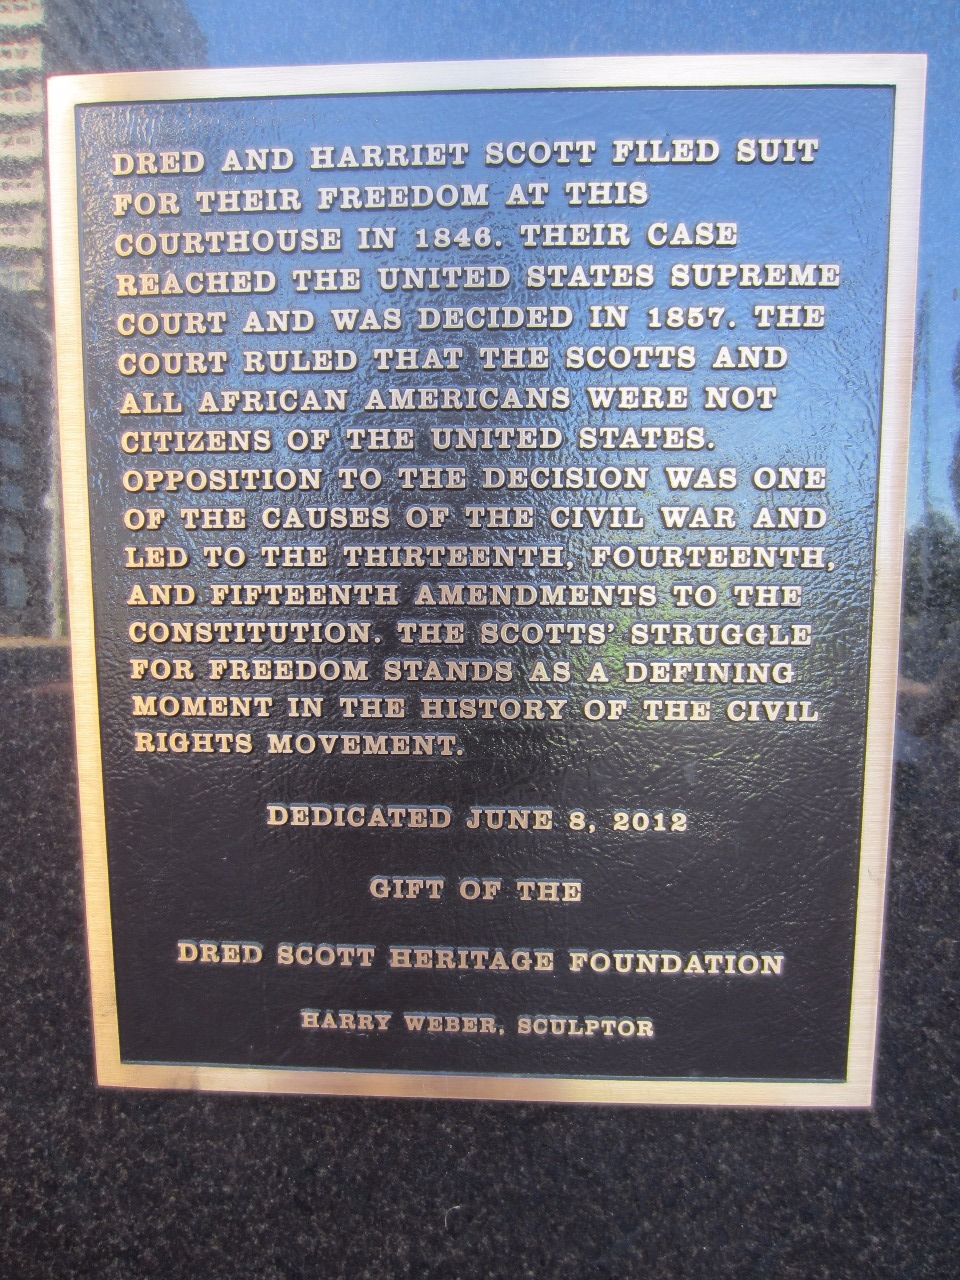 DRED AND HARRIET SCOTT FILED SUIT
FOR THEIR FREEDOM AT THIS
COURTHOUSE IN 1846. THEIR CASE
REACHED THE UNITED STATES SUPREME
COURT AND WAS DECIDED IN 1857. THE
COURT RULED THAT THE SCOTTS AND
ALL AFRICAN AMERICANS WERE NOT
CITIZENS OF THE UNITED STATES.
OPPOSITION TO THE DECISION WAS ONE
OF THE CAUSES OF THE CIVIL WAR AND
LED TO THE THIRTEENTH, FOURTEENTH,
AND FIFTEENTH AMENDMENTS TO THE
CONSTITUTION. THE SCOTTS' STRUGGLE
FOR FREEDOM STANDS AS A DEFINING
MOMENT IN THE HISTORY OF THE CIVIL
RIGHTS MOVEMENT.
DEDICATED JUNE 8, 2012
GIFT OF THE
DRED SCOTT HERITAGE FOUNDATION
HARRY WEBER, SCULPTOR